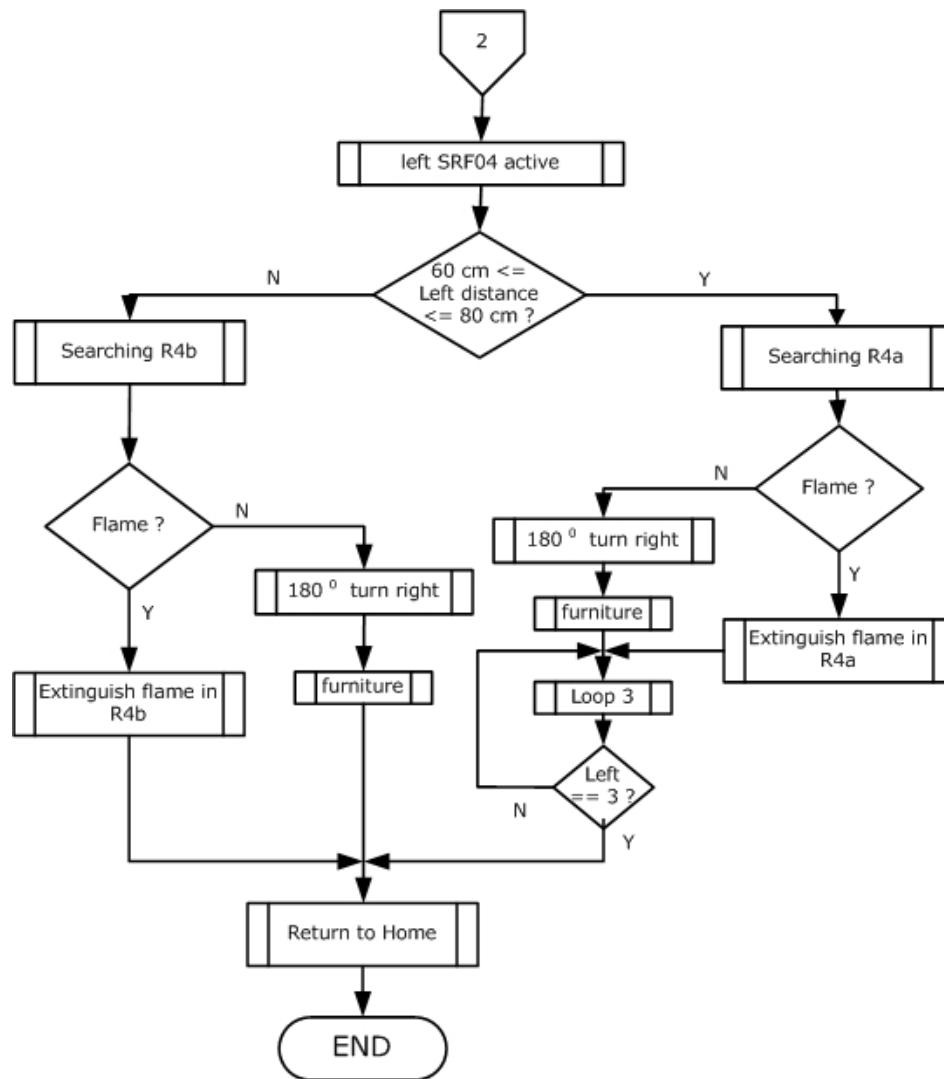 2
left SRF04 active
60 cm <=
Left distance
<= 80 cm ?
N
Y
Searching R4b
Searching R4a
Flame ?
N
Flame ?
N
180 ⁰ turn right
Y
180 ⁰ turn right
Y
furniture
Extinguish flame in
R4a
Extinguish flame in
R4b
furniture
Loop 3
Left
== 3 ?
N
Y
Return to Home
END